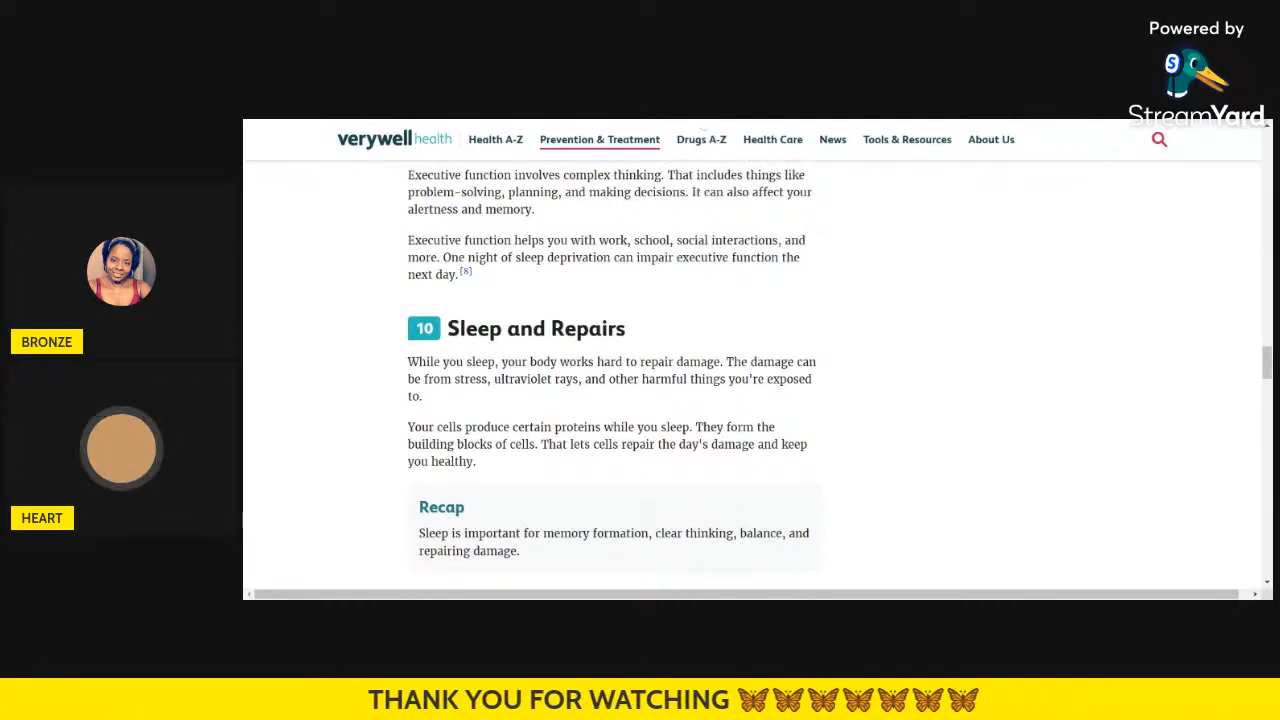 Powered by
StreamYard
verywell health
Health A-Z Prevention & Treatment Drugs A-Z Health Care News Tools & Resources About Us
Executive function involves complex thinking. That includes things like
problem-solving, planning, and making decisions. It can also affect your
alertness and memory.
Executive function helps you with work, school, social interactions, and
more. One night of sleep deprivation can impair executive function the
next day. [8]
10 Sleep and Repairs
While you sleep, your body works hard to repair damage. The damage can
be from stress, ultraviolet rays, and other harmful things you're exposed
to.
Your cells produce certain proteins while you sleep. They form the
building blocks of cells. That lets cells repair the day's damage and keep
you healthy.
Recap
Sleep is important for memory formation, clear thinking, balance, and
repairing damage.
BRONZE
HEART
THANK YOU FOR WATCHING 🦋🦋🦋🦋🦋🦋🦋